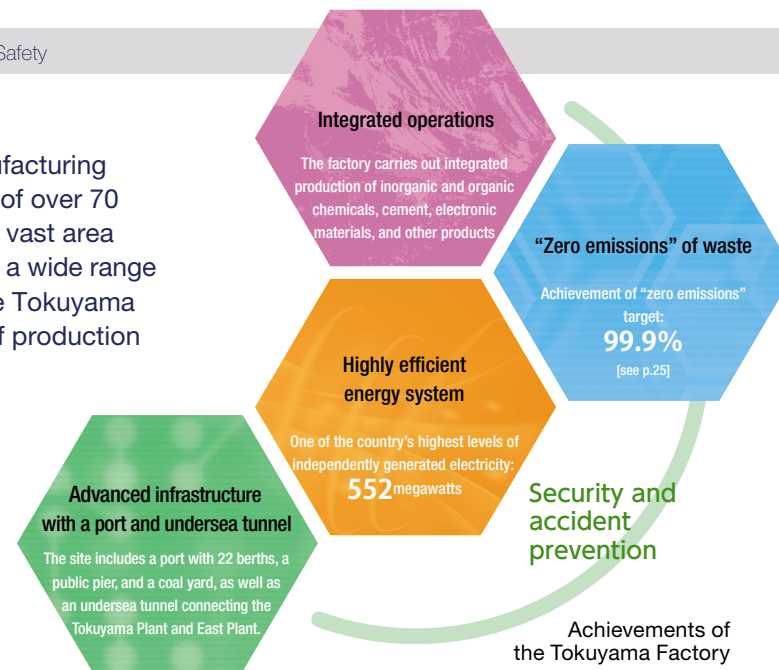 Safety
ufacturing
of over 70
vast area
a wide range
e Tokuyama
f production
Integrated operations
The factory carries out integrated
production of inorganic and organic
chemicals, cement, electronic
materials, and other products
“Zero emissions” of waste
Achievement of “zero emissions”
target:
99.9%
[see p.25]
Highly efficient
energy system
One of the country’s highest levels of
independently generated electricity:
552 megawatts
Advanced infrastructure
with a port and undersea tunnel
The site includes a port with 22 berths, a
public pier, and a coal yard, as well as
an undersea tunnel connecting the
Tokuyama Plant and East Plant.
Security and
accident
prevention
Achievements of
the Tokuyama Factory